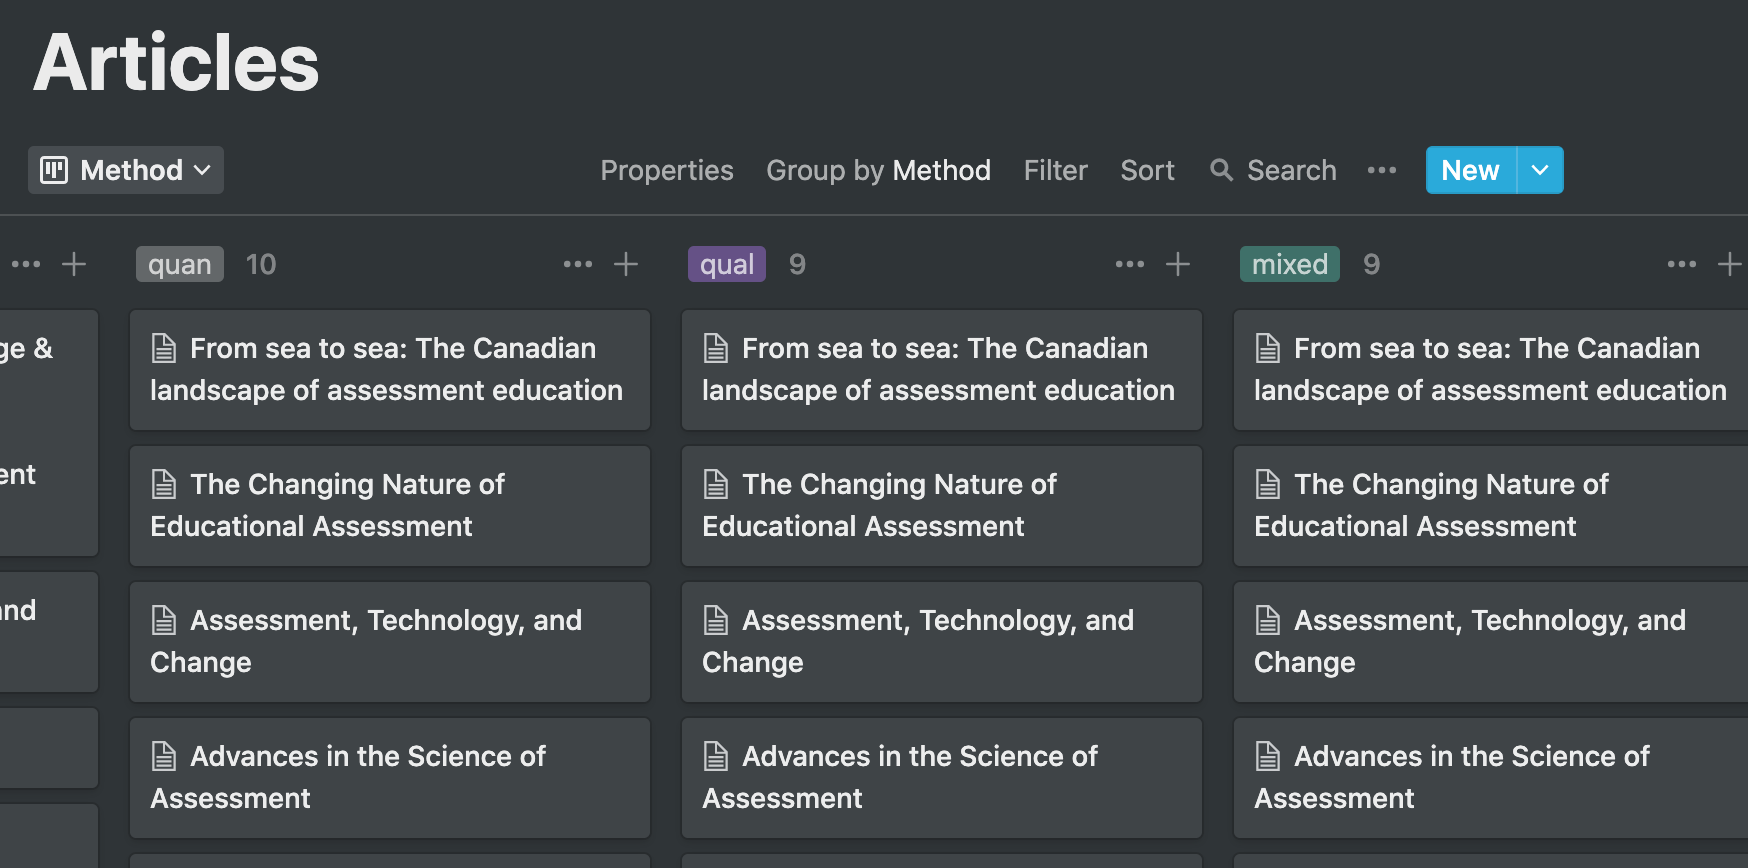 Articles
Method
Properties Group by Method Filter Sort Search New
quan 10
qual 9
mixed 9
&
From sea to sea: The Canadian
landscape of assessment education
The Changing Nature of
Educational Assessment
Assessment, Technology, and
Change
Advances in the Science of
Assessment
From sea to sea: The Canadian
landscape of assessment education
The Changing Nature of
Educational Assessment
Assessment, Technology, and
Change
Advances in the Science of
Assessment
From sea to sea: The Canadian
landscape of assessment education
The Changing Nature of
Educational Assessment
Assessment, Technology, and
Change
Advances in the Science of
Assessment